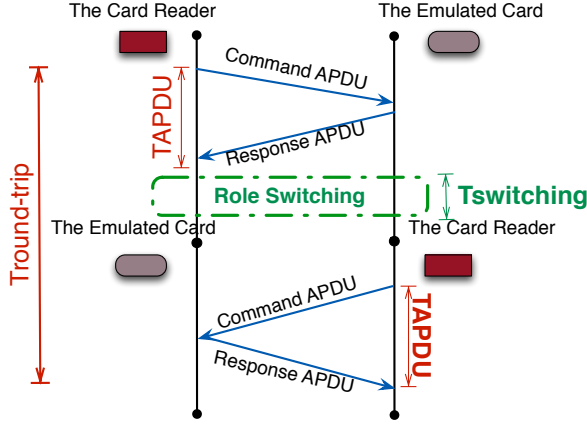 The Card Reader
The Emulated Card
Command APDU
TAPDU
Response APDU
Role Switching
Tswitching
Tround-trip
The Emulated Card
The Card Reader
Command APDU
TAPDU
Response APDU